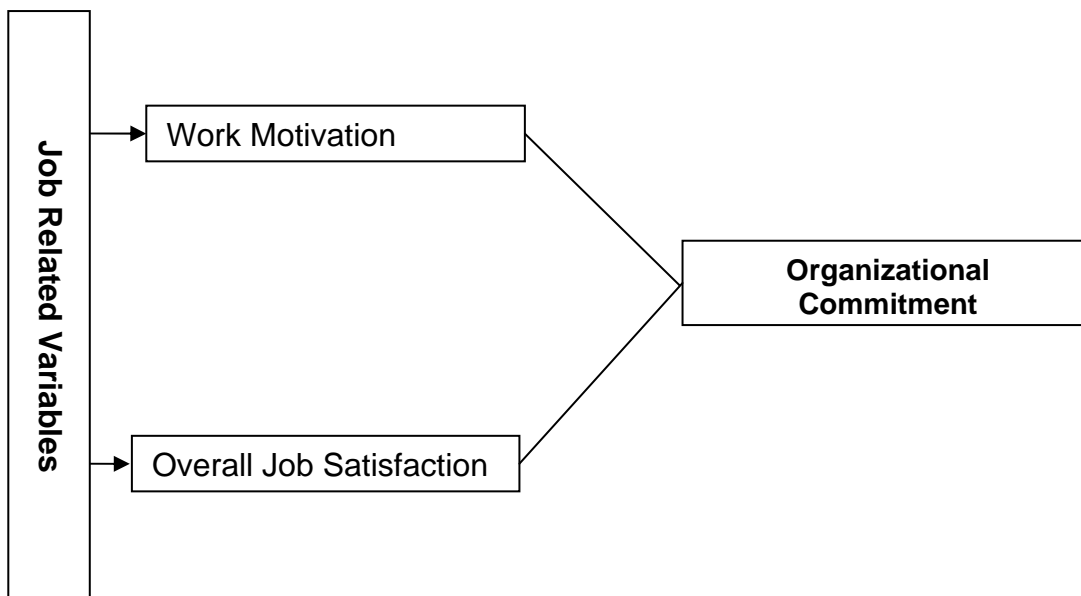 Job Related Variables
Work Motivation
Organizational
Commitment
Overall Job Satisfaction